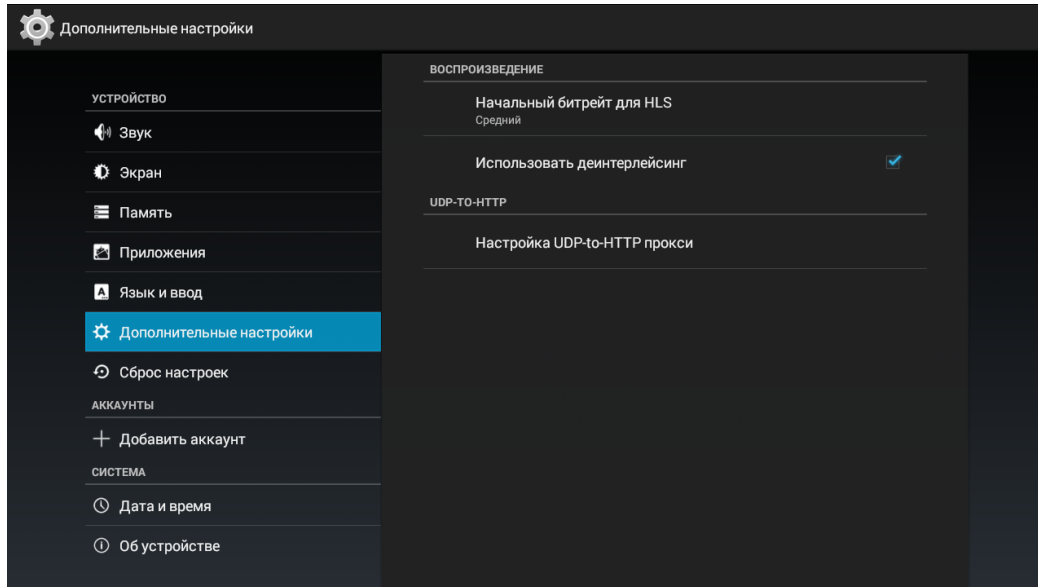 Дополнительные настройки
УСТРОЙСТВО
Звук
Экран
Память
Приложения
Язык и ввод
Дополнительные настройки
Сброс настроек
АККАУНТЫ
Добавить аккаунт
СИСТЕМА
Дата и время
Об устройстве
ВОСПРОИЗВЕДЕНИЕ
Начальный битрейт для HLS
Средний
Использовать деинтерлейсинг
UDP-TO-HTTP
Настройка UDP-to-HTTP прокси